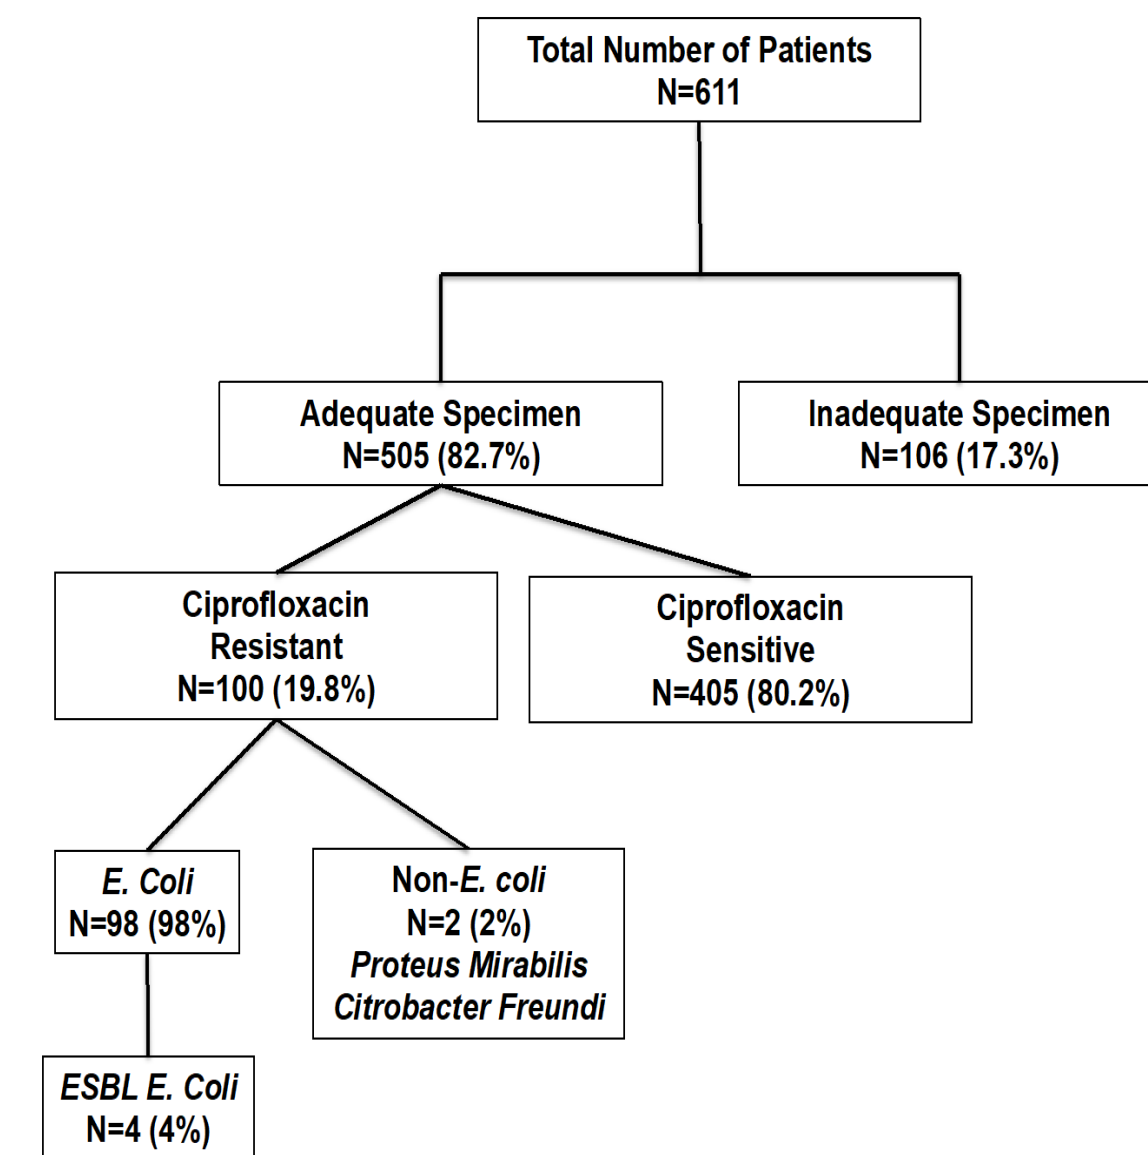 Total Number of Patients
N=611
Adequate Specimen
N=505 (82.7%)
Inadequate Specimen
N=106 (17.3%)
Ciprofloxacin
Resistant
N=100 (19.8%)
Ciprofloxacin
Sensitive
N=405 (80.2%)
E. Coli
N=98 (98%)
Non-E. coli
N=2 (2%)
Proteus Mirabilis
Citrobacter Freundi
ESBL E. Coli
N=4 (4%)